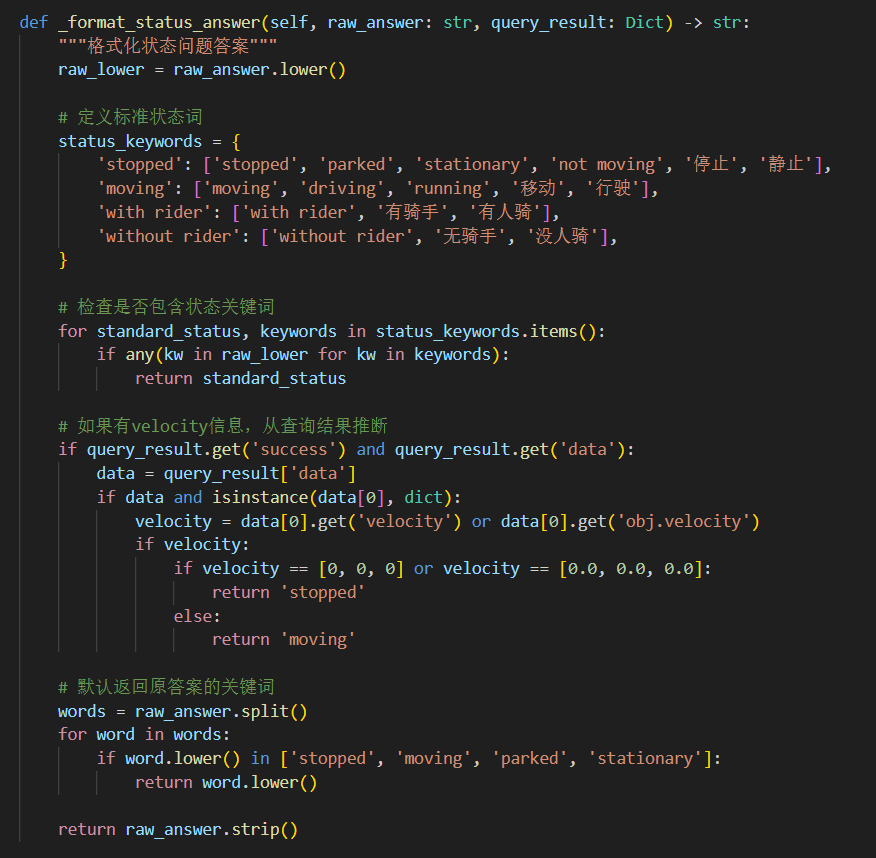 def _format_status_answer(self, raw_answer: str, query_result: Dict) -> str:
    """格式化状态问题答案"""
    raw_lower = raw_answer.lower()

    # 定义标准状态词
    status_keywords = {
        'stopped': ['stopped', 'parked', 'stationary', 'not moving', '停止', '静止'],
        'moving': ['moving', 'driving', 'running', '移动', '行驶'],
        'with rider': ['with rider', '有骑手', '有人骑'],
        'without rider': ['without rider', '无骑手', '没人骑'],
    }

    # 检查是否包含状态关键词
    for standard_status, keywords in status_keywords.items():
        if any(kw in raw_lower for kw in keywords):
            return standard_status

    # 如果有velocity信息，从查询结果推断
    if query_result.get('success') and query_result.get('data'):
        data = query_result['data']
        if data and isinstance(data[0], dict):
            velocity = data[0].get('velocity') or data[0].get('obj.velocity')
            if velocity:
                if velocity == [0, 0, 0] or velocity == [0.0, 0.0, 0.0]:
                    return 'stopped'
                else:
                    return 'moving'

    # 默认返回原答案的关键词
    words = raw_answer.split()
    for word in words:
        if word.lower() in ['stopped', 'moving', 'parked', 'stationary']:
            return word.lower()

    return raw_answer.strip()